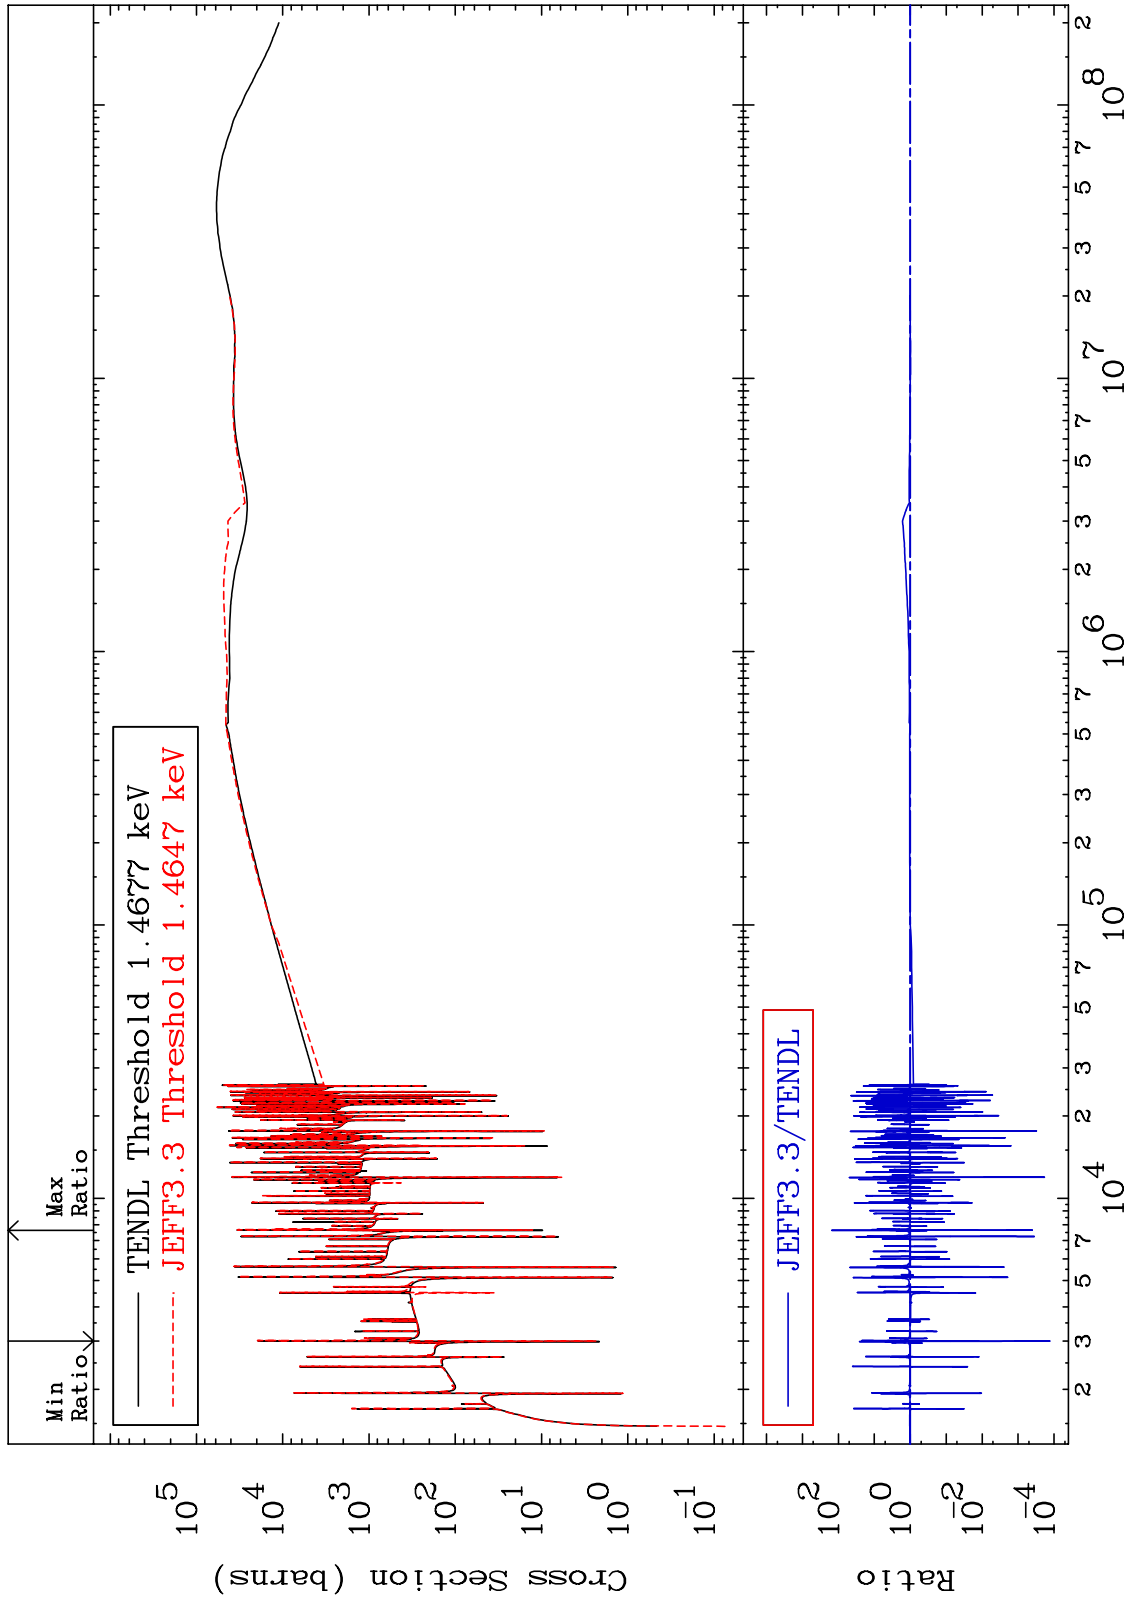 Min
Ratio
Max
Ratio
TENDL Threshold 1.4677 keV
JEFF3.3 Threshold 1.4647 keV
Cross Section (barns)
10^5
10^4
10^3
10^2
10^1
10^0
10^-1
JEFF3.3/TENDL
Ratio
10^2
10^0
10^-2
10^-4
2 3 5 7 10^4 2 3 5 7 10^5 2 3 5 7 10^6 2 3 5 7 10^7 2 3 5 7 10^8 2